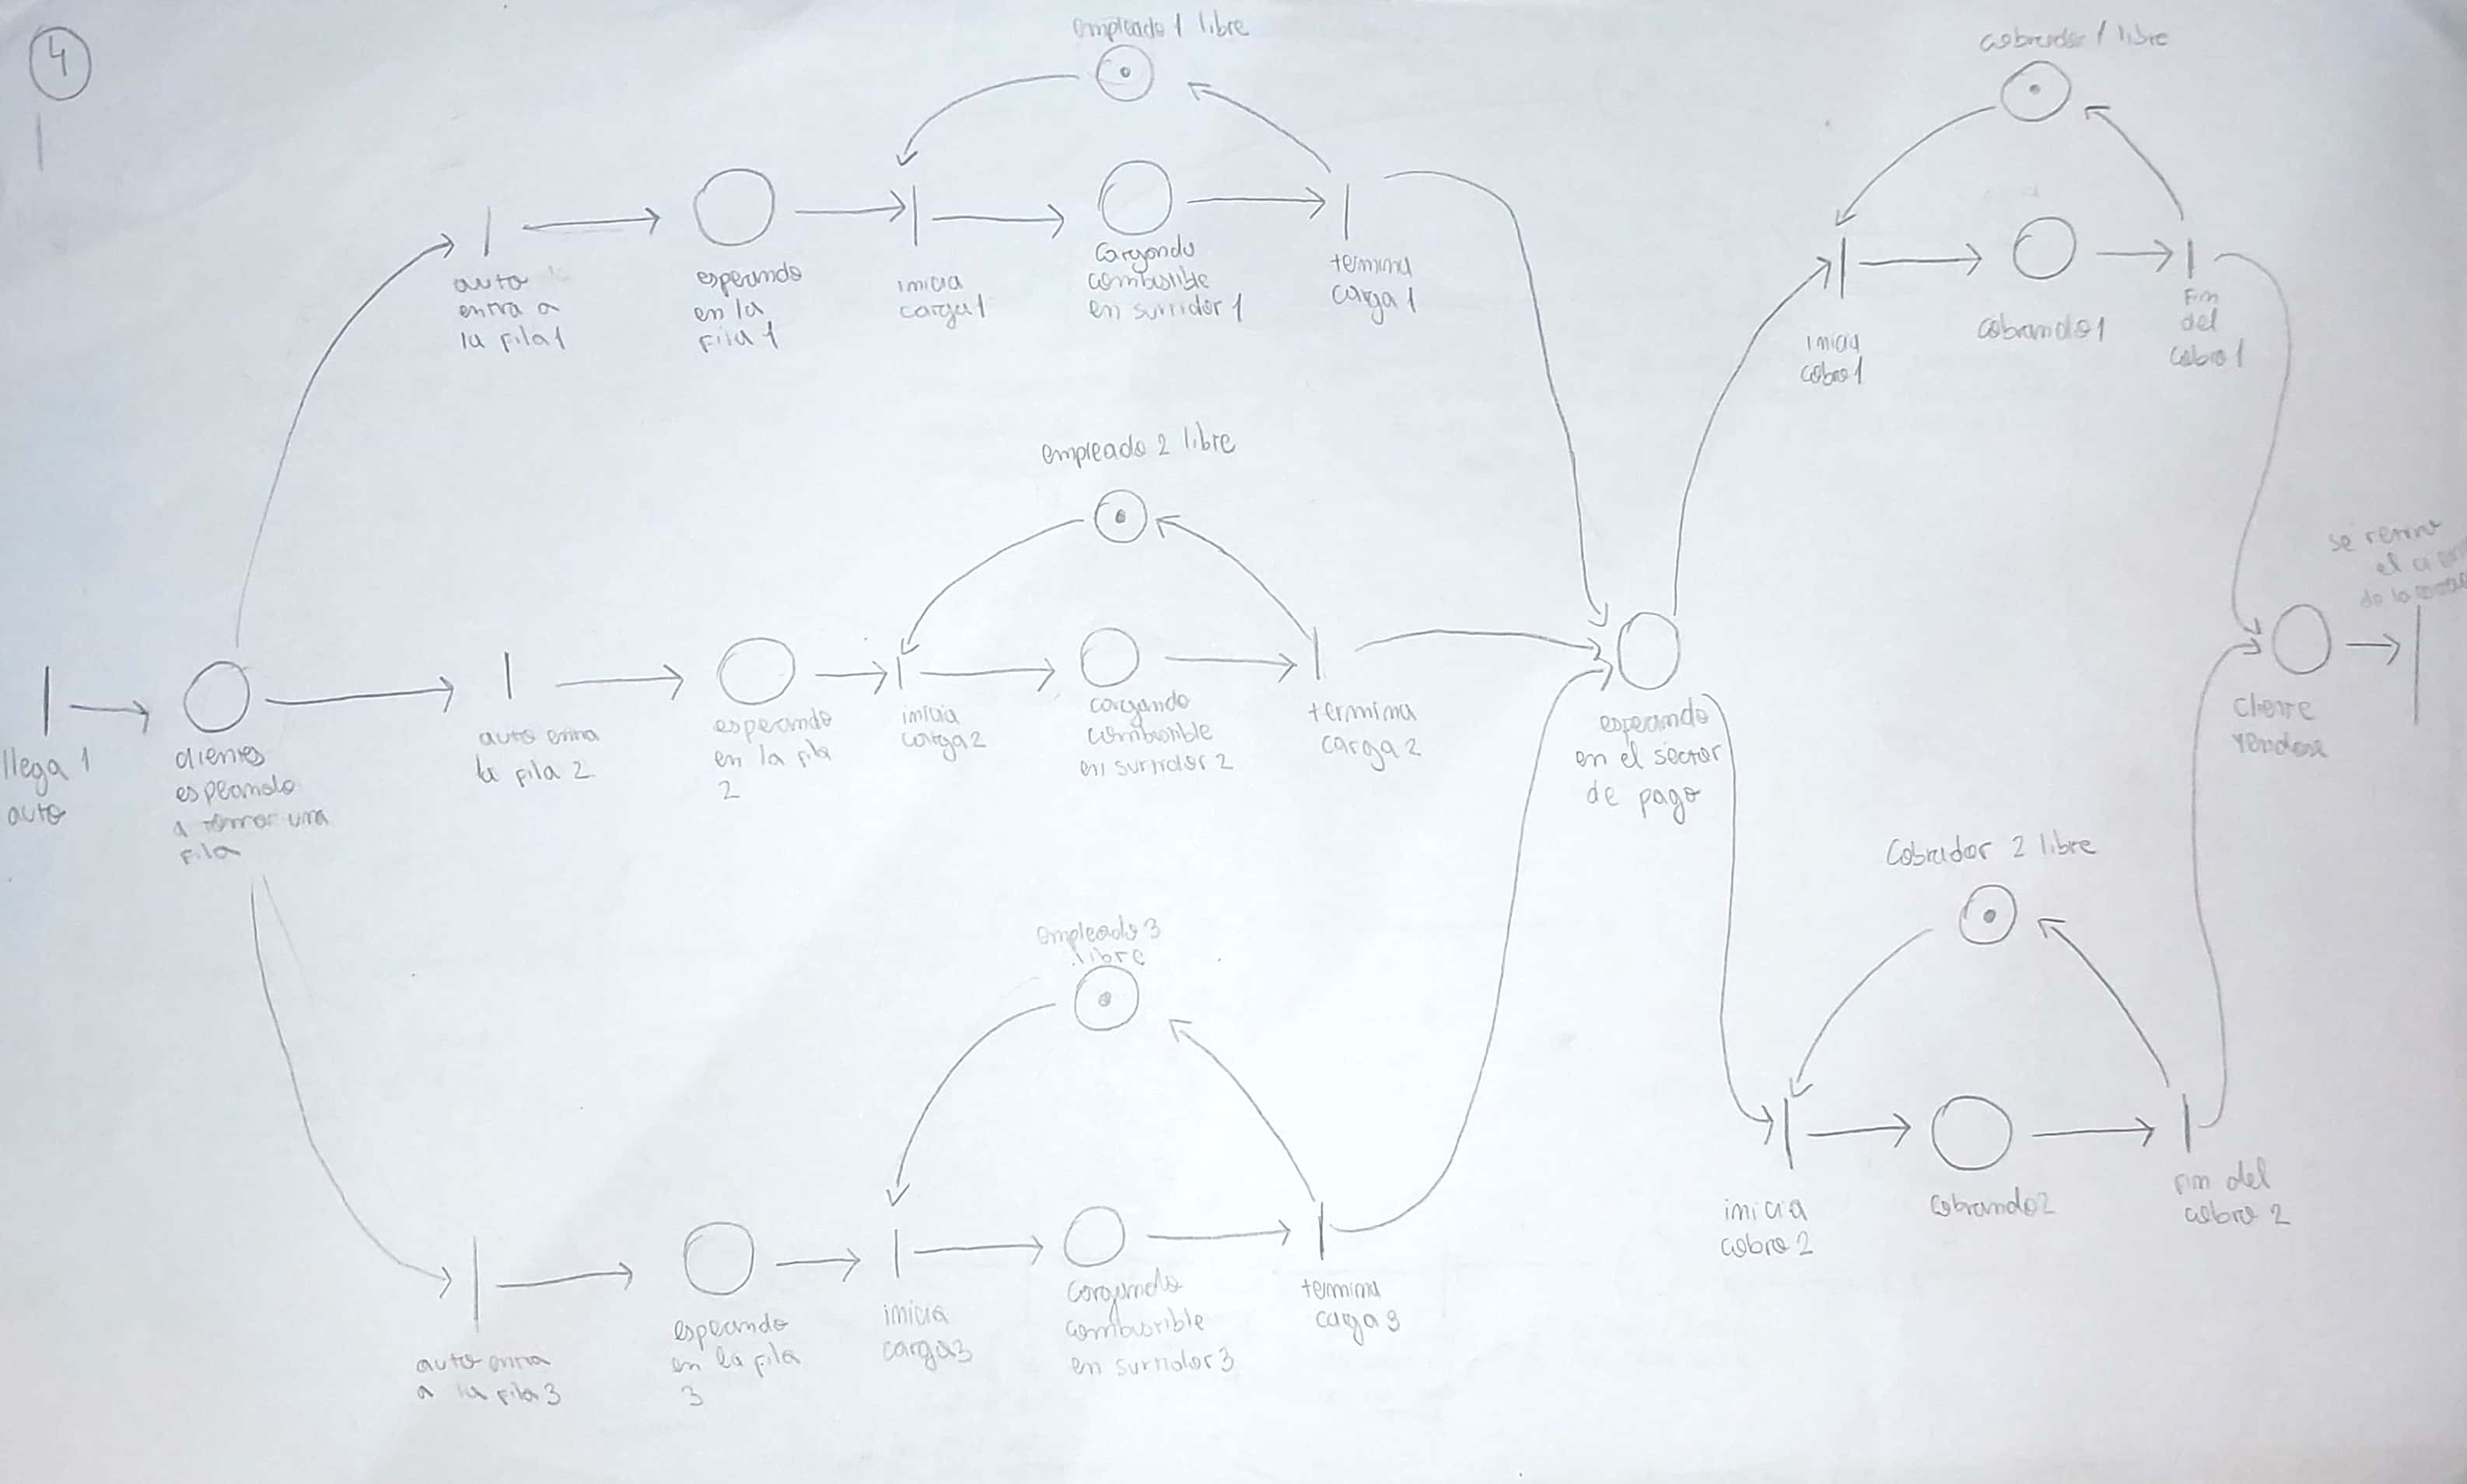 4
empleado 1 libre
cobrador 1 libre
auto
entra a
la fila 1
esperando
en la
fila 1
inicia
carga 1
Cargando
combustible
en surtidor 1
termina
carga 1
inicia
cobro 1
cobrando 1
Fin
del
cobro 1
empleado 2 libre
llega 1
auto
clientes
esperando
a tomar una
fila
auto entra
la fila 2
esperando
en la fila
2
inicia
carga 2
cargando
combustible
en surtidor 2
termina
carga 2
esperando
en el sector
de pago
se retira
el
de la
cliente
yendose
Cobrador 2 libre
empleado 3
libre
auto entra
a la fila 3
esperando
en la fila
3
inicia
carga 3
cargando
combustible
en surtidor 3
termina
carga 3
inicia
cobro 2
cobrando 2
fin del
cobro 2